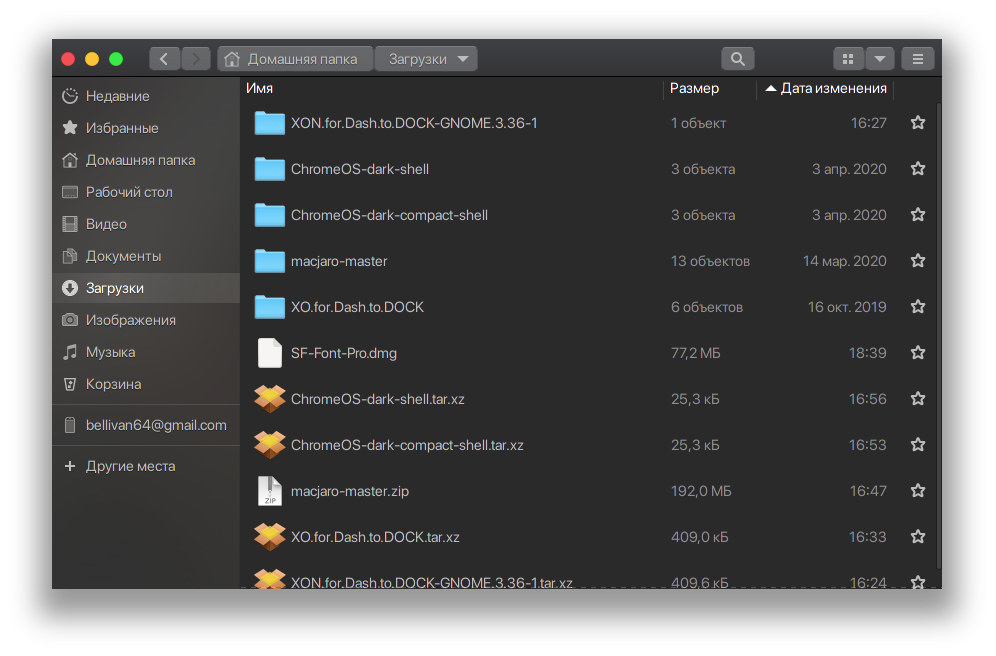 Домашняя папка Загрузки
Недавние
Избранные
Домашняя папка
Рабочий стол
Видео
Документы
Загрузки
Изображения
Музыка
Корзина
bellivan64@gmail.com
+ Другие места
Имя Размер Дата изменения
XON.for.Dash.to.DOCK-GNOME.3.36-1 1 объект 16:27
ChromeOS-dark-shell 3 объекта 3 апр. 2020
ChromeOS-dark-compact-shell 3 объекта 3 апр. 2020
macjaro-master 13 объектов 14 мар. 2020
XO.for.Dash.to.DOCK 6 объектов 16 окт. 2019
SF-Font-Pro.dmg 77,2 МБ 18:39
ChromeOS-dark-shell.tar.xz 25,3 кБ 16:56
ChromeOS-dark-compact-shell.tar.xz 25,3 кБ 16:53
ZIP macjaro-master.zip 192,0 МБ 16:47
XO.for.Dash.to.DOCK.tar.xz 409,0 кБ 16:33
XON.for.Dash.to.DOCK-GNOME.3.36-1.tar.xz 409,6 кБ 16:24